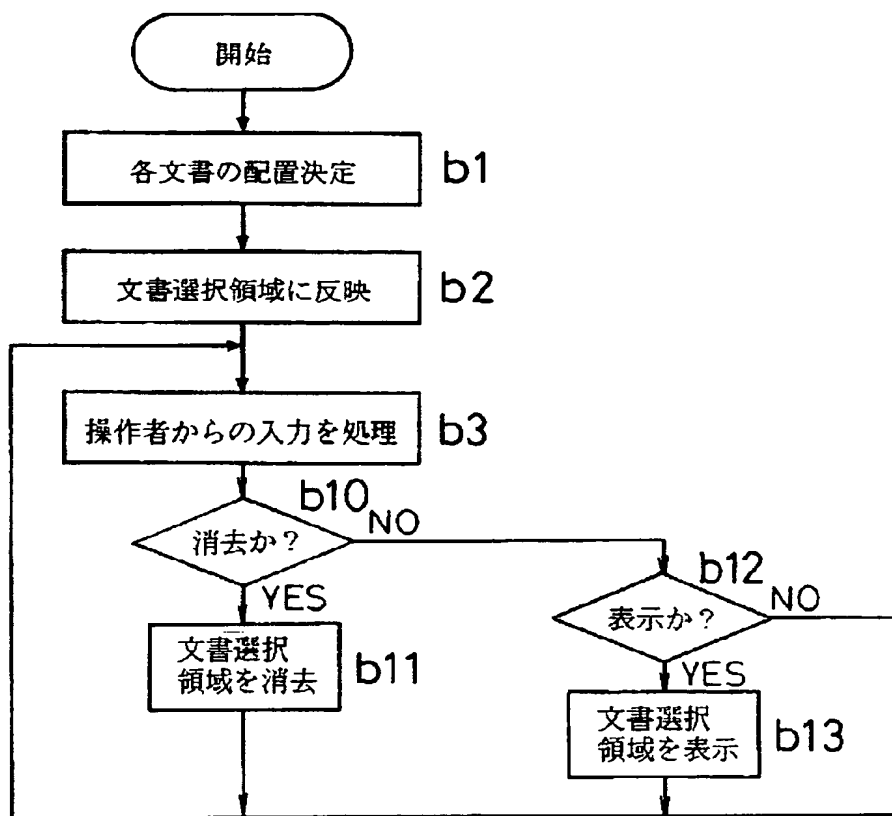 開始
各文書の配置決定
b1
文書選択領域に反映
b2
操作者からの入力を処理
b3
b10
消去か?
NO
YES
b12
表示か?
NO
YES
文書選択
領域を消去
b11
文書選択
領域を表示
b13